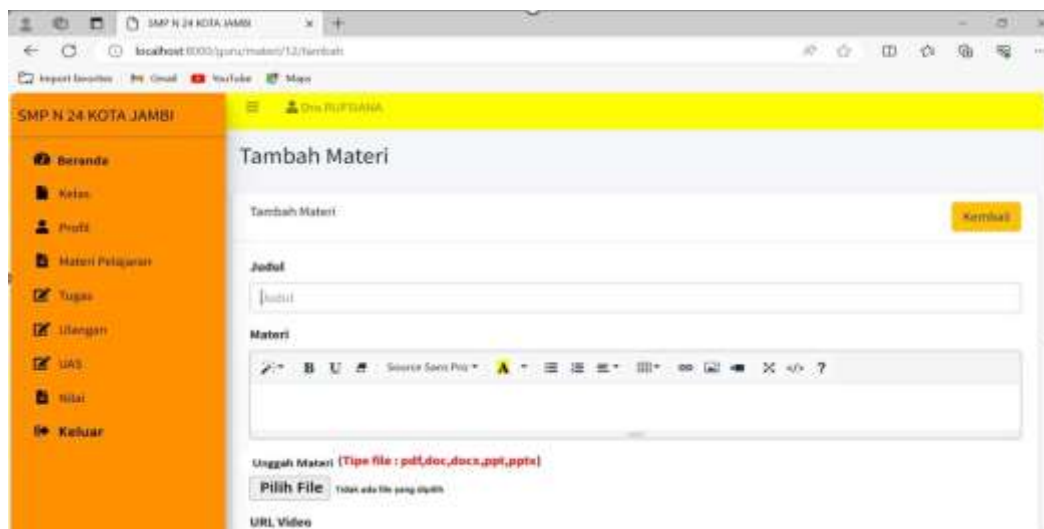 SMP N 24 KOTA JAMBI
localhost:8000/guru/materi/12/tambah
Import favorites Gmail YouTube Maps
SMP N 24 KOTA JAMBI
Beranda
Kelas
Profil
Materi Pelajaran
Tugas
Ulangan
UAS
Nilai
Keluar
Tambah Materi
Tambah Materi
Kembali
Judul
Judul
Materi
B U Source Sans Pro A ?
Unggah Materi (Tipe file : pdf,doc,docx,ppt,pptx)
Pilih File Tidak ada file yang dipilih
URL Video